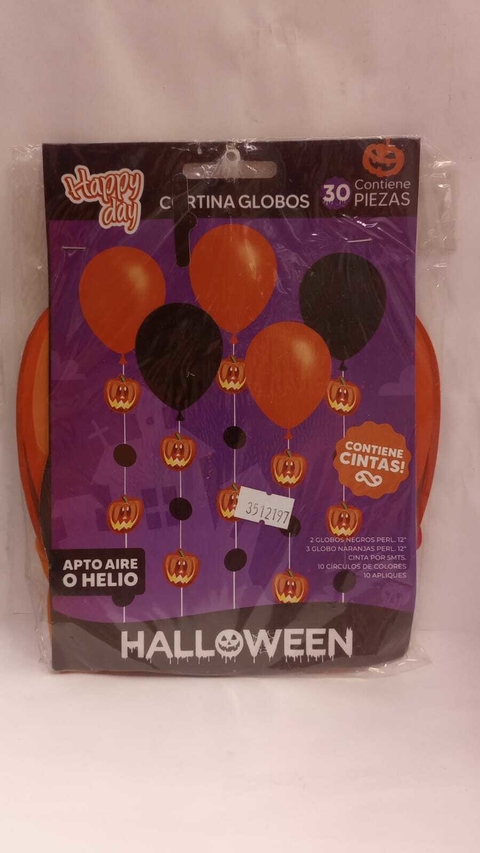 Happy
day
CORTINA GLOBOS
30
Contiene
PIEZAS
CONTIENE
CINTAS!
3512197
2 GLOBOS NEGROS PERL. 12"
3 GLOBO NARANJAS PERL. 12"
CINTA POR 5MTS.
10 CÍRCULOS DE COLORES
10 APLIQUES
APTO AIRE
O HELIO
HALLOWEEN